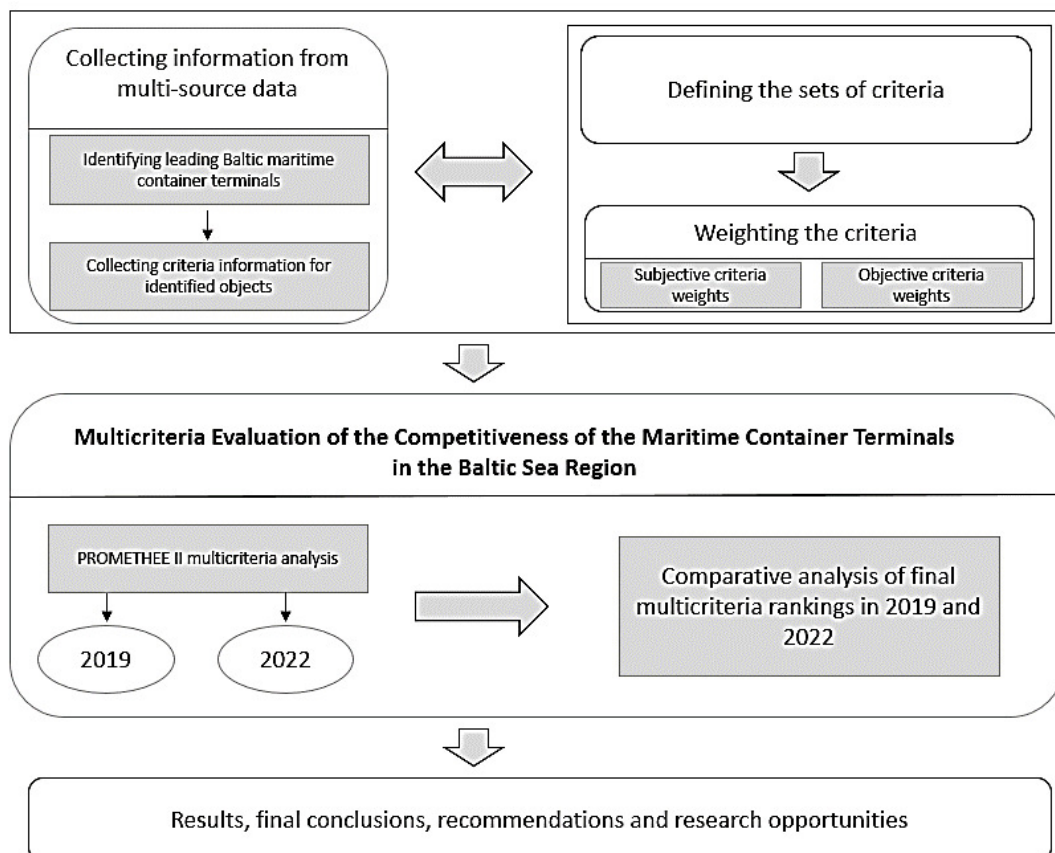 Collecting information from
multi-source data
Identifying leading Baltic maritime
container terminals
Collecting criteria information for
identified objects
Defining the sets of criteria
Weighting the criteria
Subjective criteria
weights
Objective criteria
weights
Multicriteria Evaluation of the Competitiveness of the Maritime Container Terminals
in the Baltic Sea Region
PROMETHEE II multicriteria analysis
2019
2022
Comparative analysis of final
multicriteria rankings in 2019 and
2022
Results, final conclusions, recommendations and research opportunities